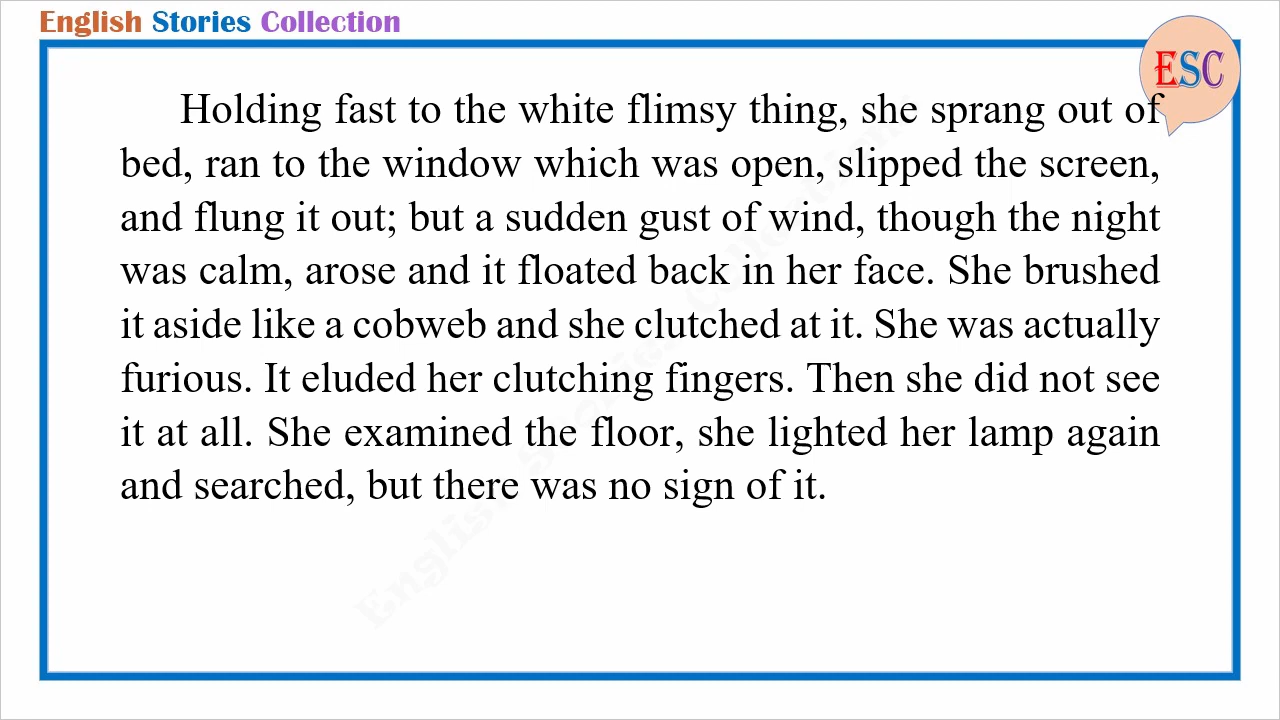 English Stories Collection
ESC
Holding fast to the white flimsy thing, she sprang out of
bed, ran to the window which was open, slipped the screen,
and flung it out; but a sudden gust of wind, though the night
was calm, arose and it floated back in her face. She brushed
it aside like a cobweb and she clutched at it. She was actually
furious. It eluded her clutching fingers. Then she did not see
it at all. She examined the floor, she lighted her lamp again
and searched, but there was no sign of it.
English Stories Collection